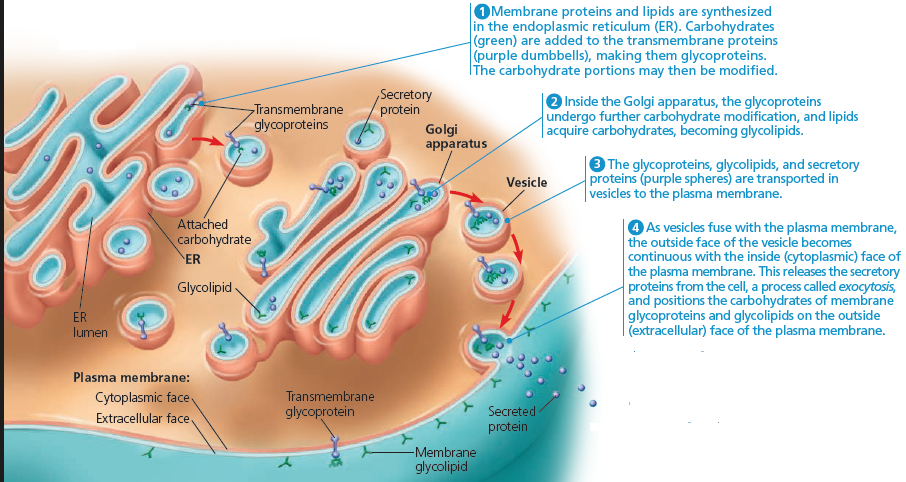 1 Membrane proteins and lipids are synthesized
in the endoplasmic reticulum (ER). Carbohydrates
(green) are added to the transmembrane proteins
(purple dumbbells), making them glycoproteins.
The carbohydrate portions may then be modified.
2 Inside the Golgi apparatus, the glycoproteins
undergo further carbohydrate modification, and lipids
acquire carbohydrates, becoming glycolipids.
3 The glycoproteins, glycolipids, and secretory
proteins (purple spheres) are transported in
vesicles to the plasma membrane.
4 As vesicles fuse with the plasma membrane,
the outside face of the vesicle becomes
continuous with the inside (cytoplasmic) face of
the plasma membrane. This releases the secretory
proteins from the cell, a process called exocytosis,
and positions the carbohydrates of membrane
glycoproteins and glycolipids on the outside
(extracellular) face of the plasma membrane.
Transmembrane
glycoproteins
Secretory
protein
Golgi
apparatus
Vesicle
Attached
carbohydrate
ER
Glycolipid
ER
lumen
Plasma membrane:
Cytoplasmic face
Extracellular face
Transmembrane
glycoprotein
Secreted
protein
Membrane
glycolipid